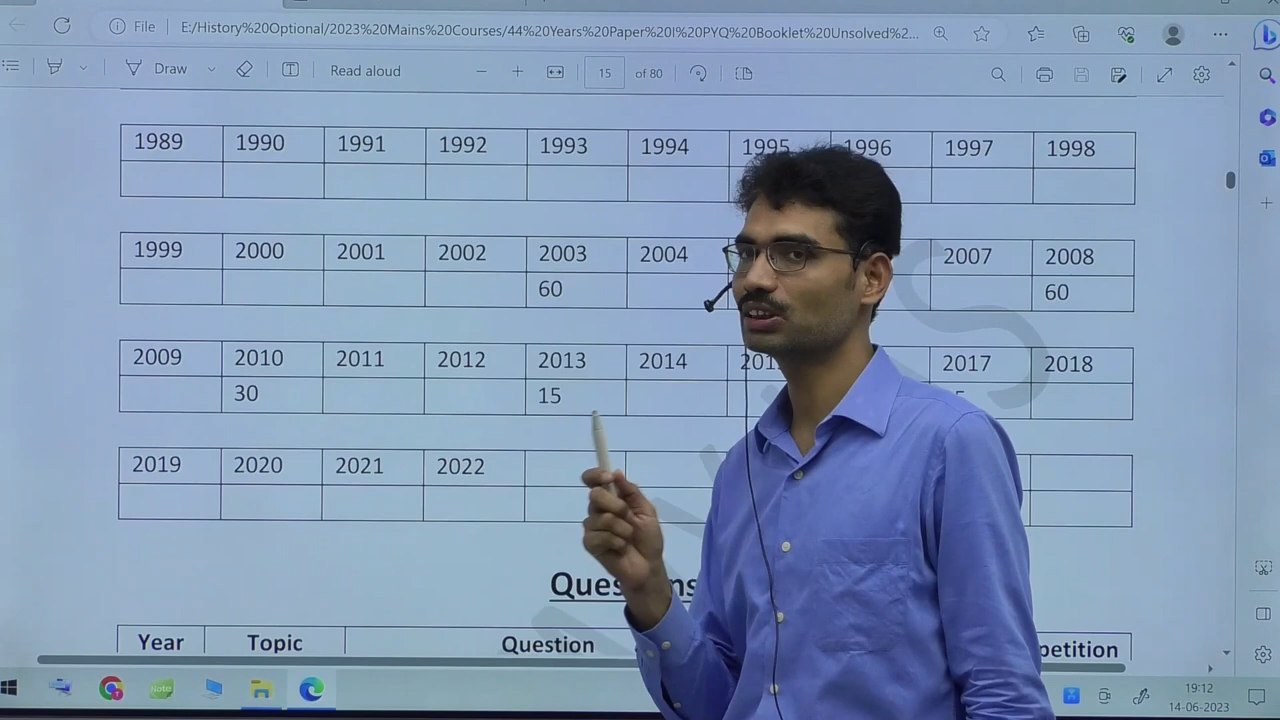 File E:/History%20Optional/2023%20Mains%20Courses/44%20Years%20Paper%20I%20PYQ%20Booklet%20Unsolved%2...
Draw Read aloud 15 of 80
1989 1990 1991 1992 1993 1994 1995 1996 1997 1998
1999 2000 2001 2002 2003 2004 2007 2008
60 60
2009 2010 2011 2012 2013 2014 2017 2018
30 15
2019 2020 2021 2022
Year Topic Question
19:12
14-06-2023